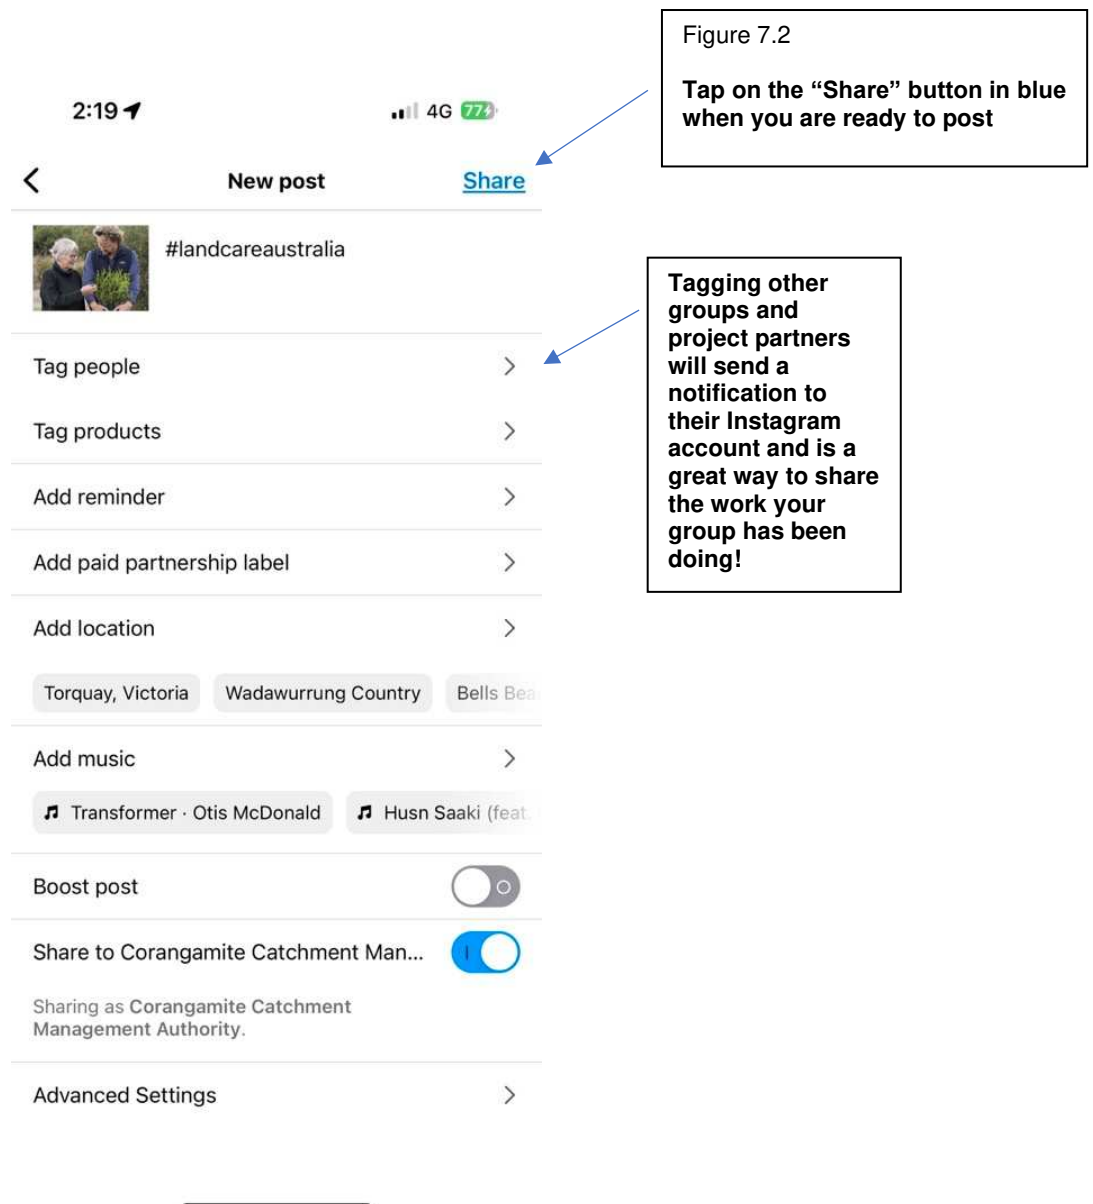 Figure 7.2
Tap on the “Share” button in blue
when you are ready to post
2:19
4G 77
New post
Share
#landcareaustralia
Tag people
Tagging other
groups and
project partners
will send a
notification to
their Instagram
account and is a
great way to share
the work your
group has been
doing!
Tag products
Add reminder
Add paid partnership label
Add location
Torquay, Victoria Wadawurrung Country Bells Bea
Add music
Transformer · Otis McDonald Husn Saaki (feat.
Boost post
Share to Corangamite Catchment Man...
Sharing as Corangamite Catchment
Management Authority.
Advanced Settings